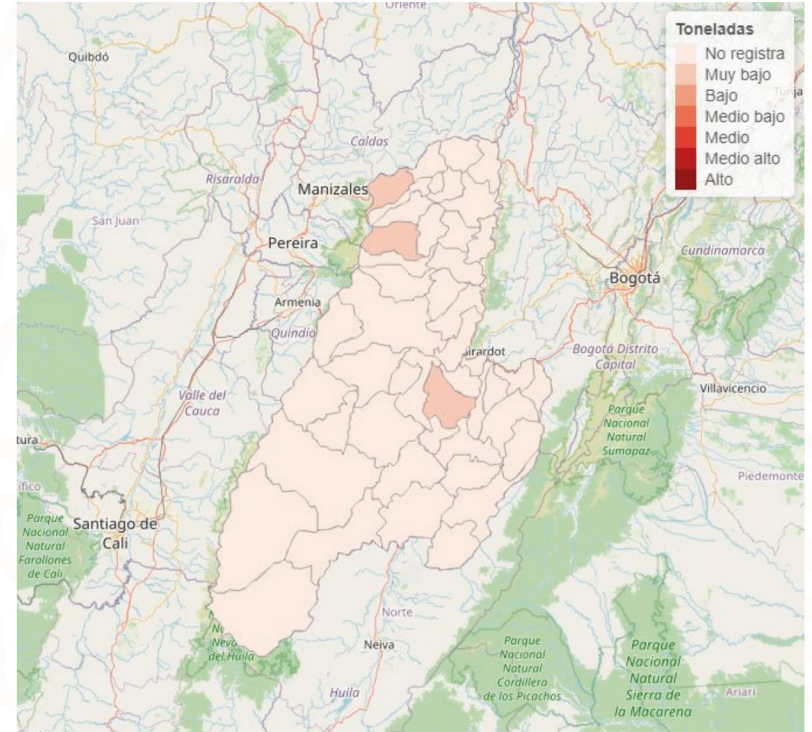 Oriente
Toneladas
No registra
Muy bajo
Bajo
Medio bajo
Medio
Medio alto
Alto
Quibdó
Caldas
Risaralda
Manizales
San Juan
Pereira
Cundinamarca
Bogotá
Armenia
Quindío
Bogotá Distrito
Capital
Villavicencio
Valle del
Cauca
Parque
Nacional
Natural
Sumapaz
Piedemonte
Santiago de
Cali
Parque
Nacional
Natural
Farallones
de Cali
Norte
Neiva
del Huila
Huila
Parque
Nacional
Natural
Cordillera
de los Picachos
Parque
Nacional
Natural
Sierra de
la Macarena
Ariari